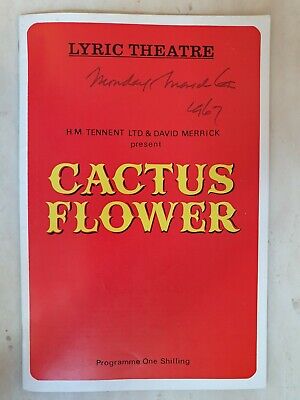 LYRIC THEATRE
Monday March 6th
1967
H.M. TENNENT LTD & DAVID MERRICK
present
CACTUS
FLOWER
Programme One Shilling